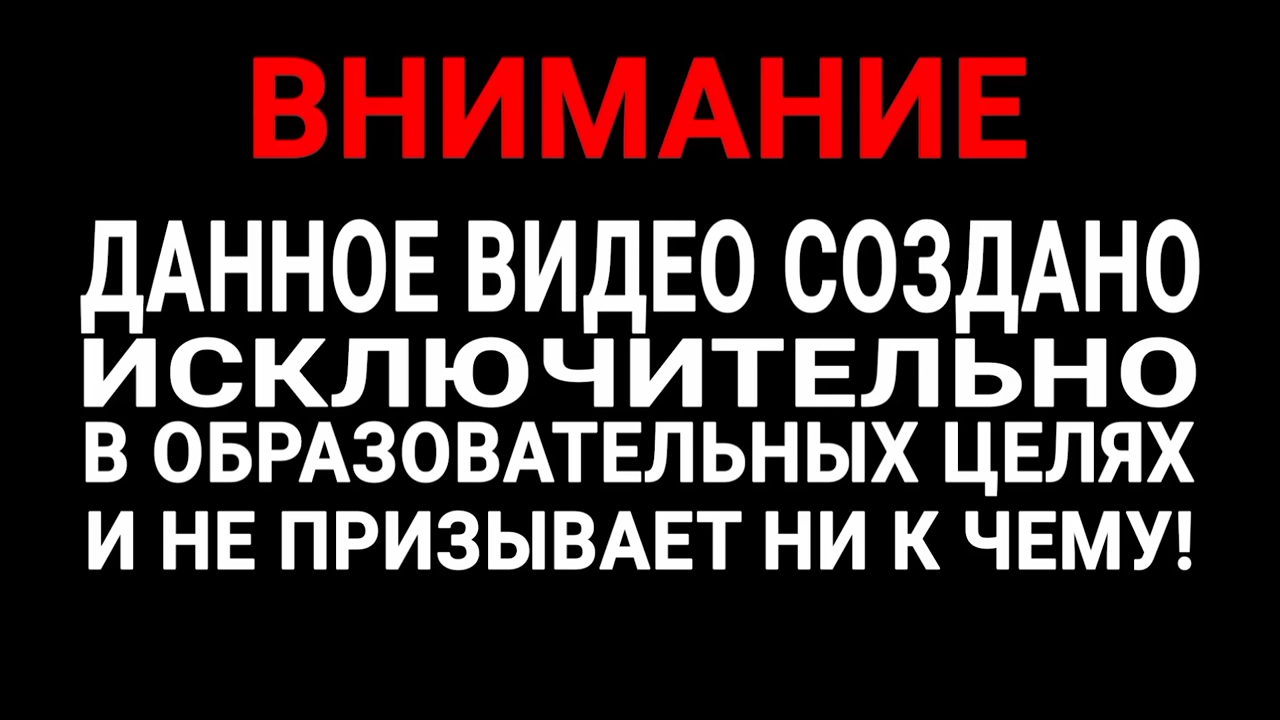 ВНИМАНИЕ
ДАННОЕ ВИДЕО СОЗДАНО
ИСКЛЮЧИТЕЛЬНО
В ОБРАЗОВАТЕЛЬНЫХ ЦЕЛЯХ
И НЕ ПРИЗЫВАЕТ НИ К ЧЕМУ!